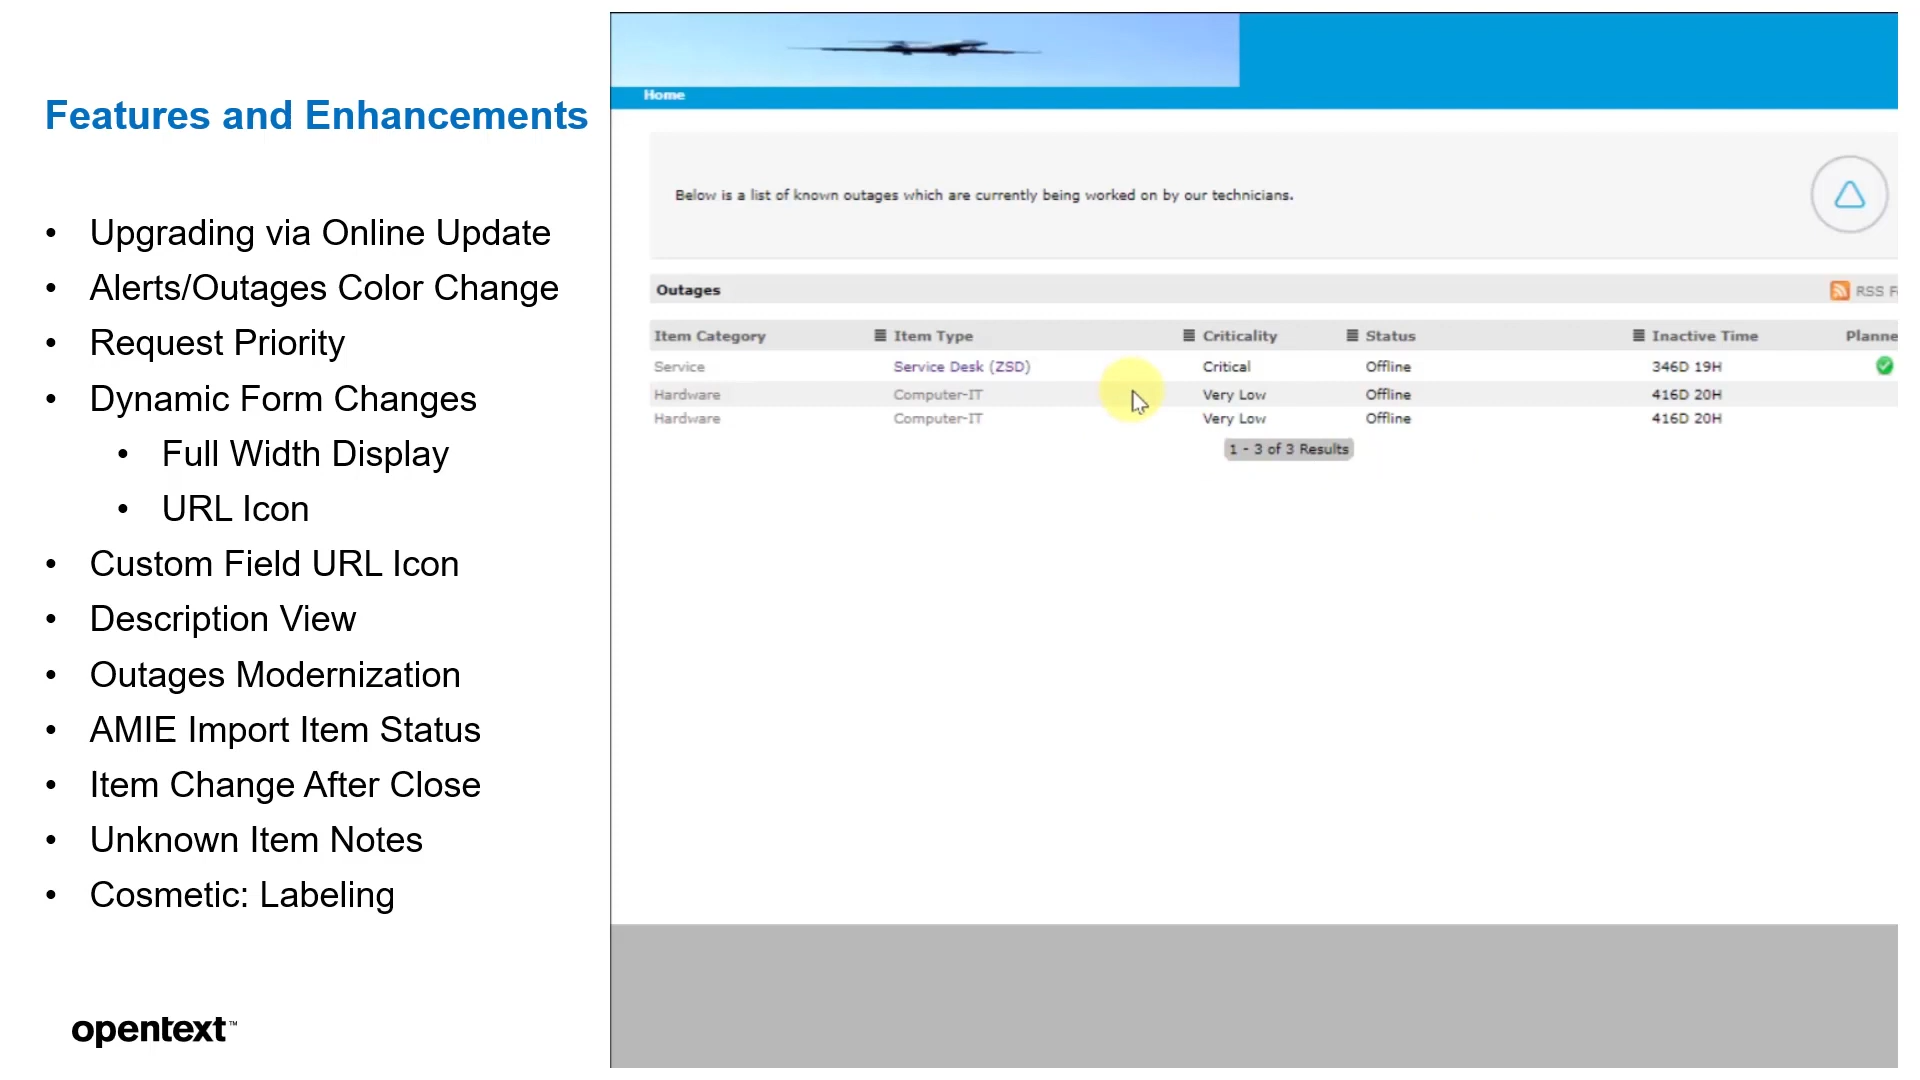 Features and Enhancements
• Upgrading via Online Update
• Alerts/Outages Color Change
• Request Priority
• Dynamic Form Changes
• Full Width Display
• URL Icon
• Custom Field URL Icon
• Description View
• Outages Modernization
• AMIE Import Item Status
• Item Change After Close
• Unknown Item Notes
• Cosmetic: Labeling
opentext™
Home
Below is a list of known outages which are currently being worked on by our technicians.
Outages RSS F
Item Category Item Type Criticality Status Inactive Time Planne
Service Service Desk (ZSD) Critical Offline 346D 19H
Hardware Computer-IT Very Low Offline 416D 20H
Hardware Computer-IT Very Low Offline 416D 20H
1 - 3 of 3 Results